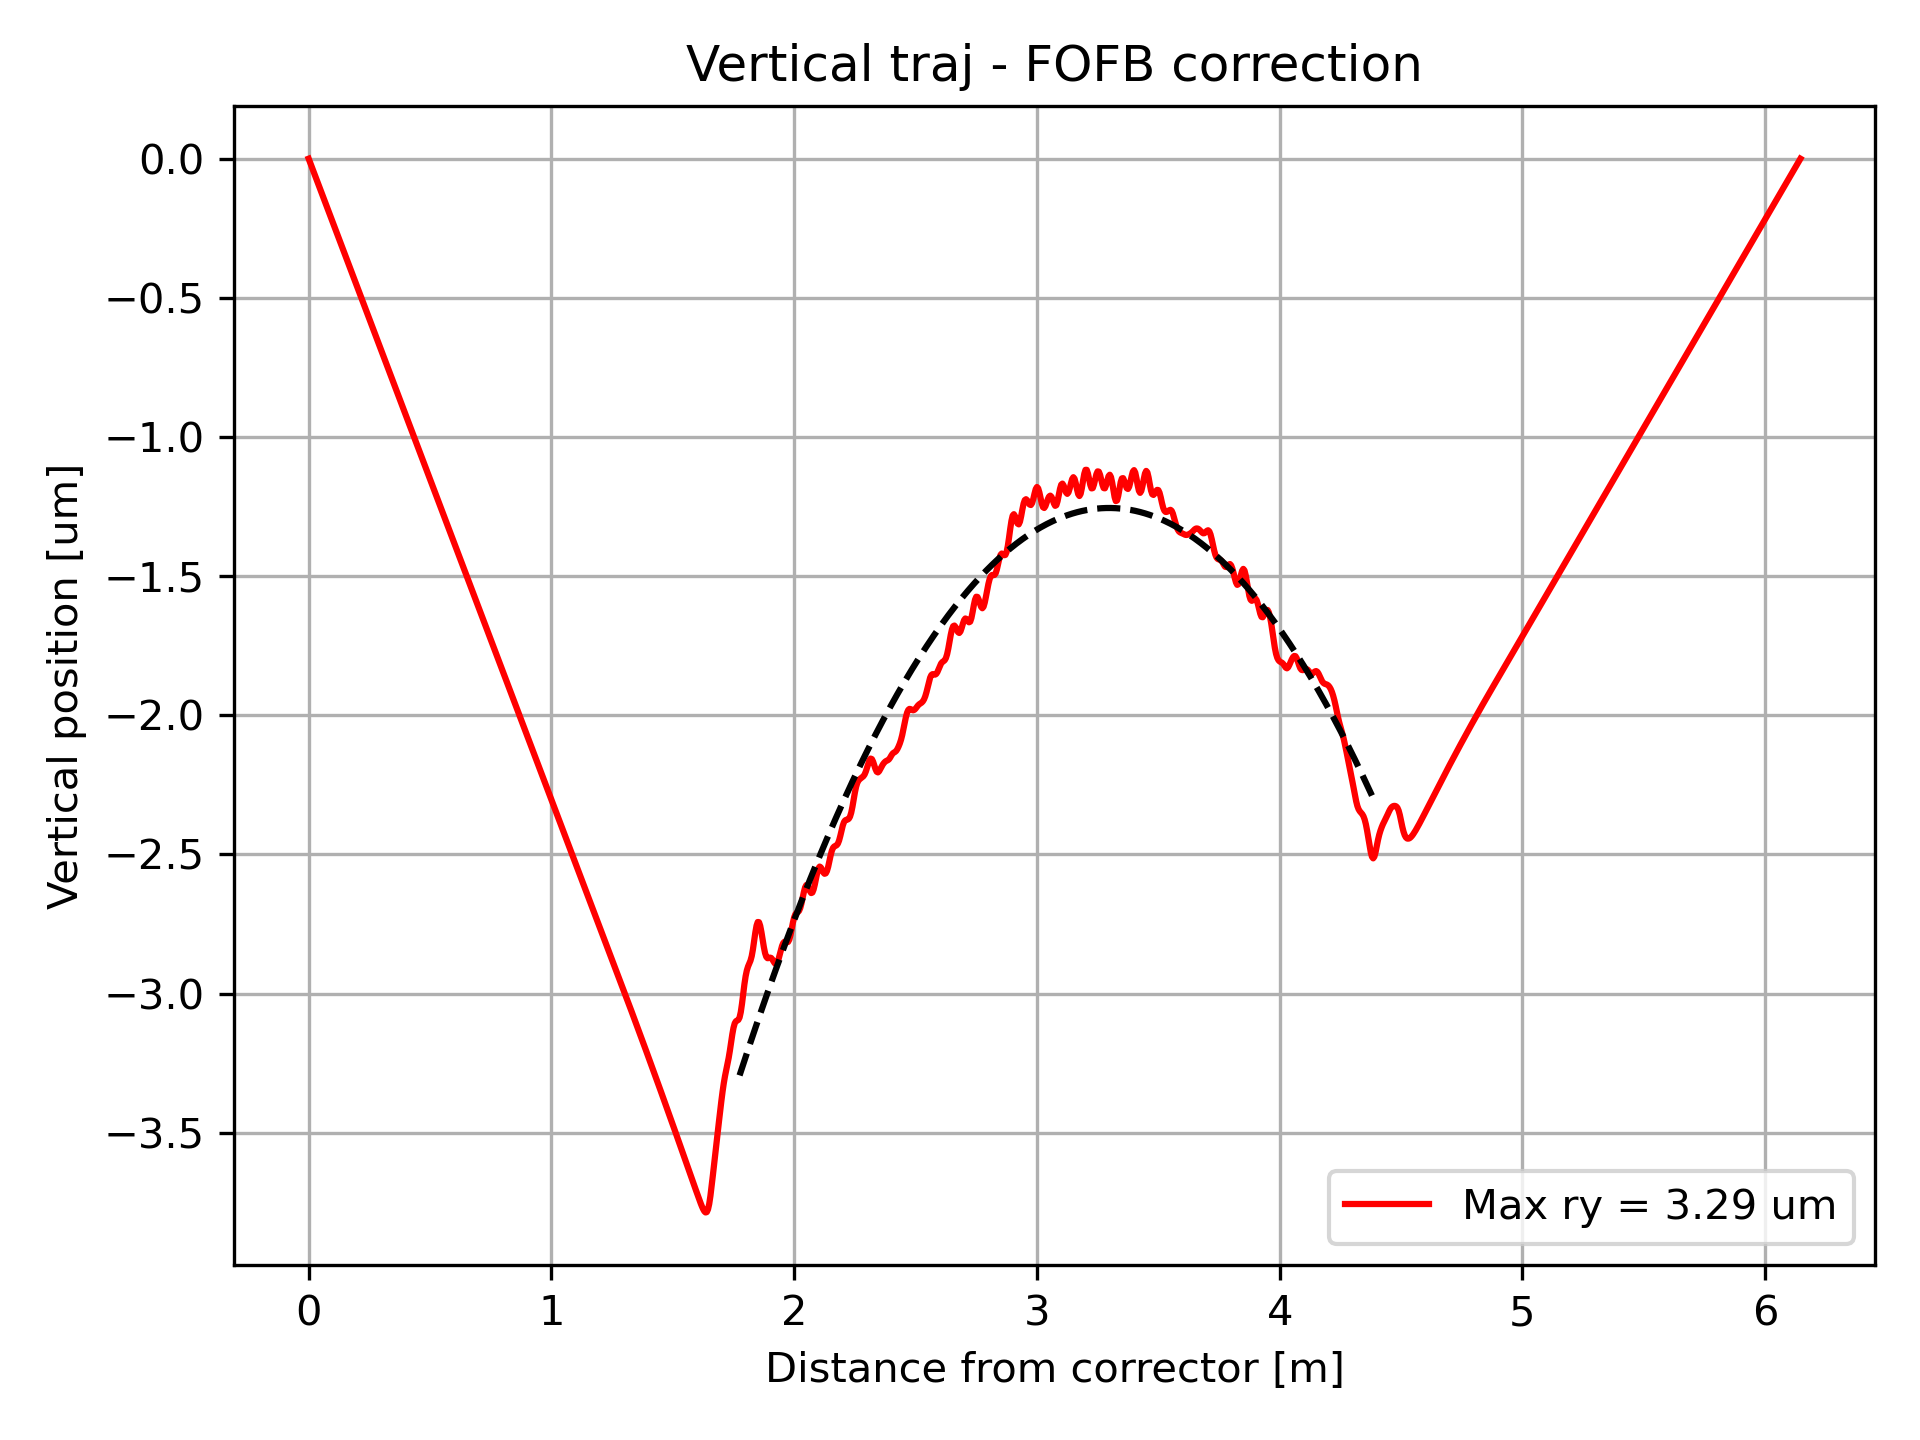 Vertical traj - FOFB correction
Vertical position [um]
0.0
−0.5
−1.0
−1.5
−2.0
−2.5
−3.0
−3.5
Max ry = 3.29 um
0 1 2 3 4 5 6
Distance from corrector [m]